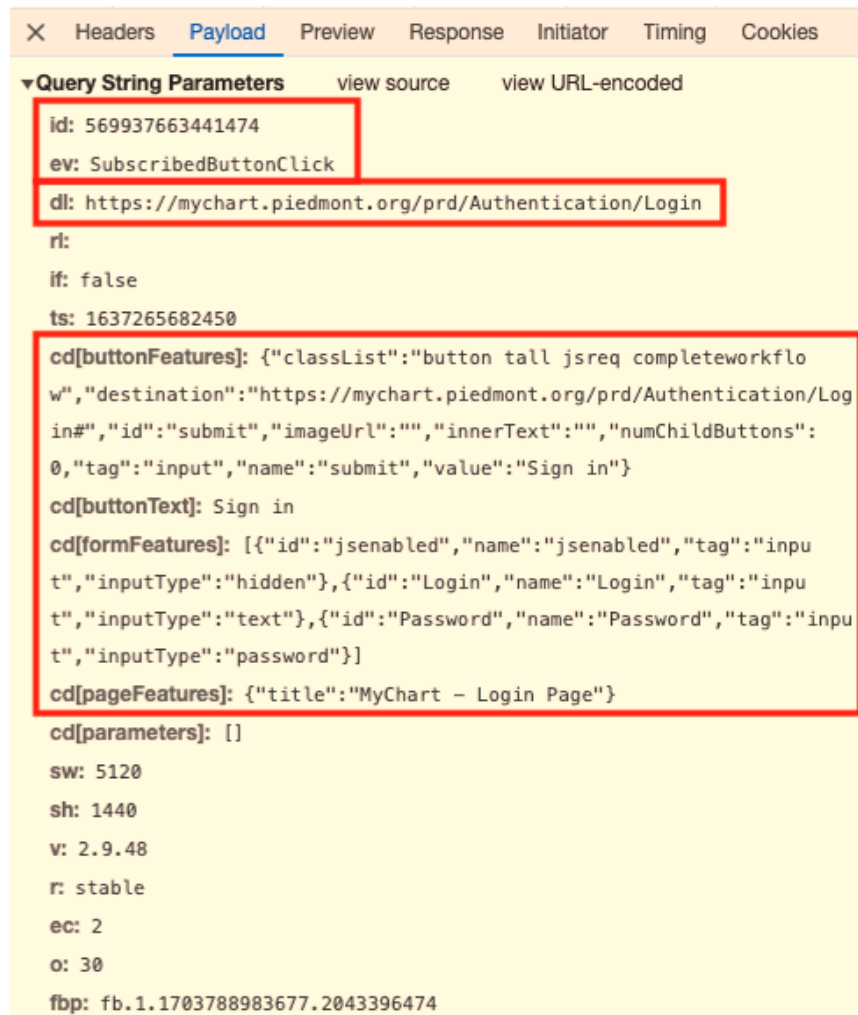 × Headers Payload Preview Response Initiator Timing Cookies
▾Query String Parameters view source view URL-encoded
id: 569937663441474
ev: SubscribedButtonClick
dl: https://mychart.piedmont.org/prd/Authentication/Login
rl:
if: false
ts: 1637265682450
cd[buttonFeatures]: {"classList":"button tall jsreq completeworkflo
w","destination":"https://mychart.piedmont.org/prd/Authentication/Log
in#","id":"submit","imageUrl":"","innerText":"","numChildButtons":
0,"tag":"input","name":"submit","value":"Sign in"}
cd[buttonText]: Sign in
cd[formFeatures]: [{"id":"jsenabled","name":"jsenabled","tag":"inpu
t","inputType":"hidden"},{"id":"Login","name":"Login","tag":"inpu
t","inputType":"text"},{"id":"Password","name":"Password","tag":"inpu
t","inputType":"password"}]
cd[pageFeatures]: {"title":"MyChart – Login Page"}
cd[parameters]: []
sw: 5120
sh: 1440
v: 2.9.48
r: stable
ec: 2
o: 30
fbp: fb.1.1703788983677.2043396474